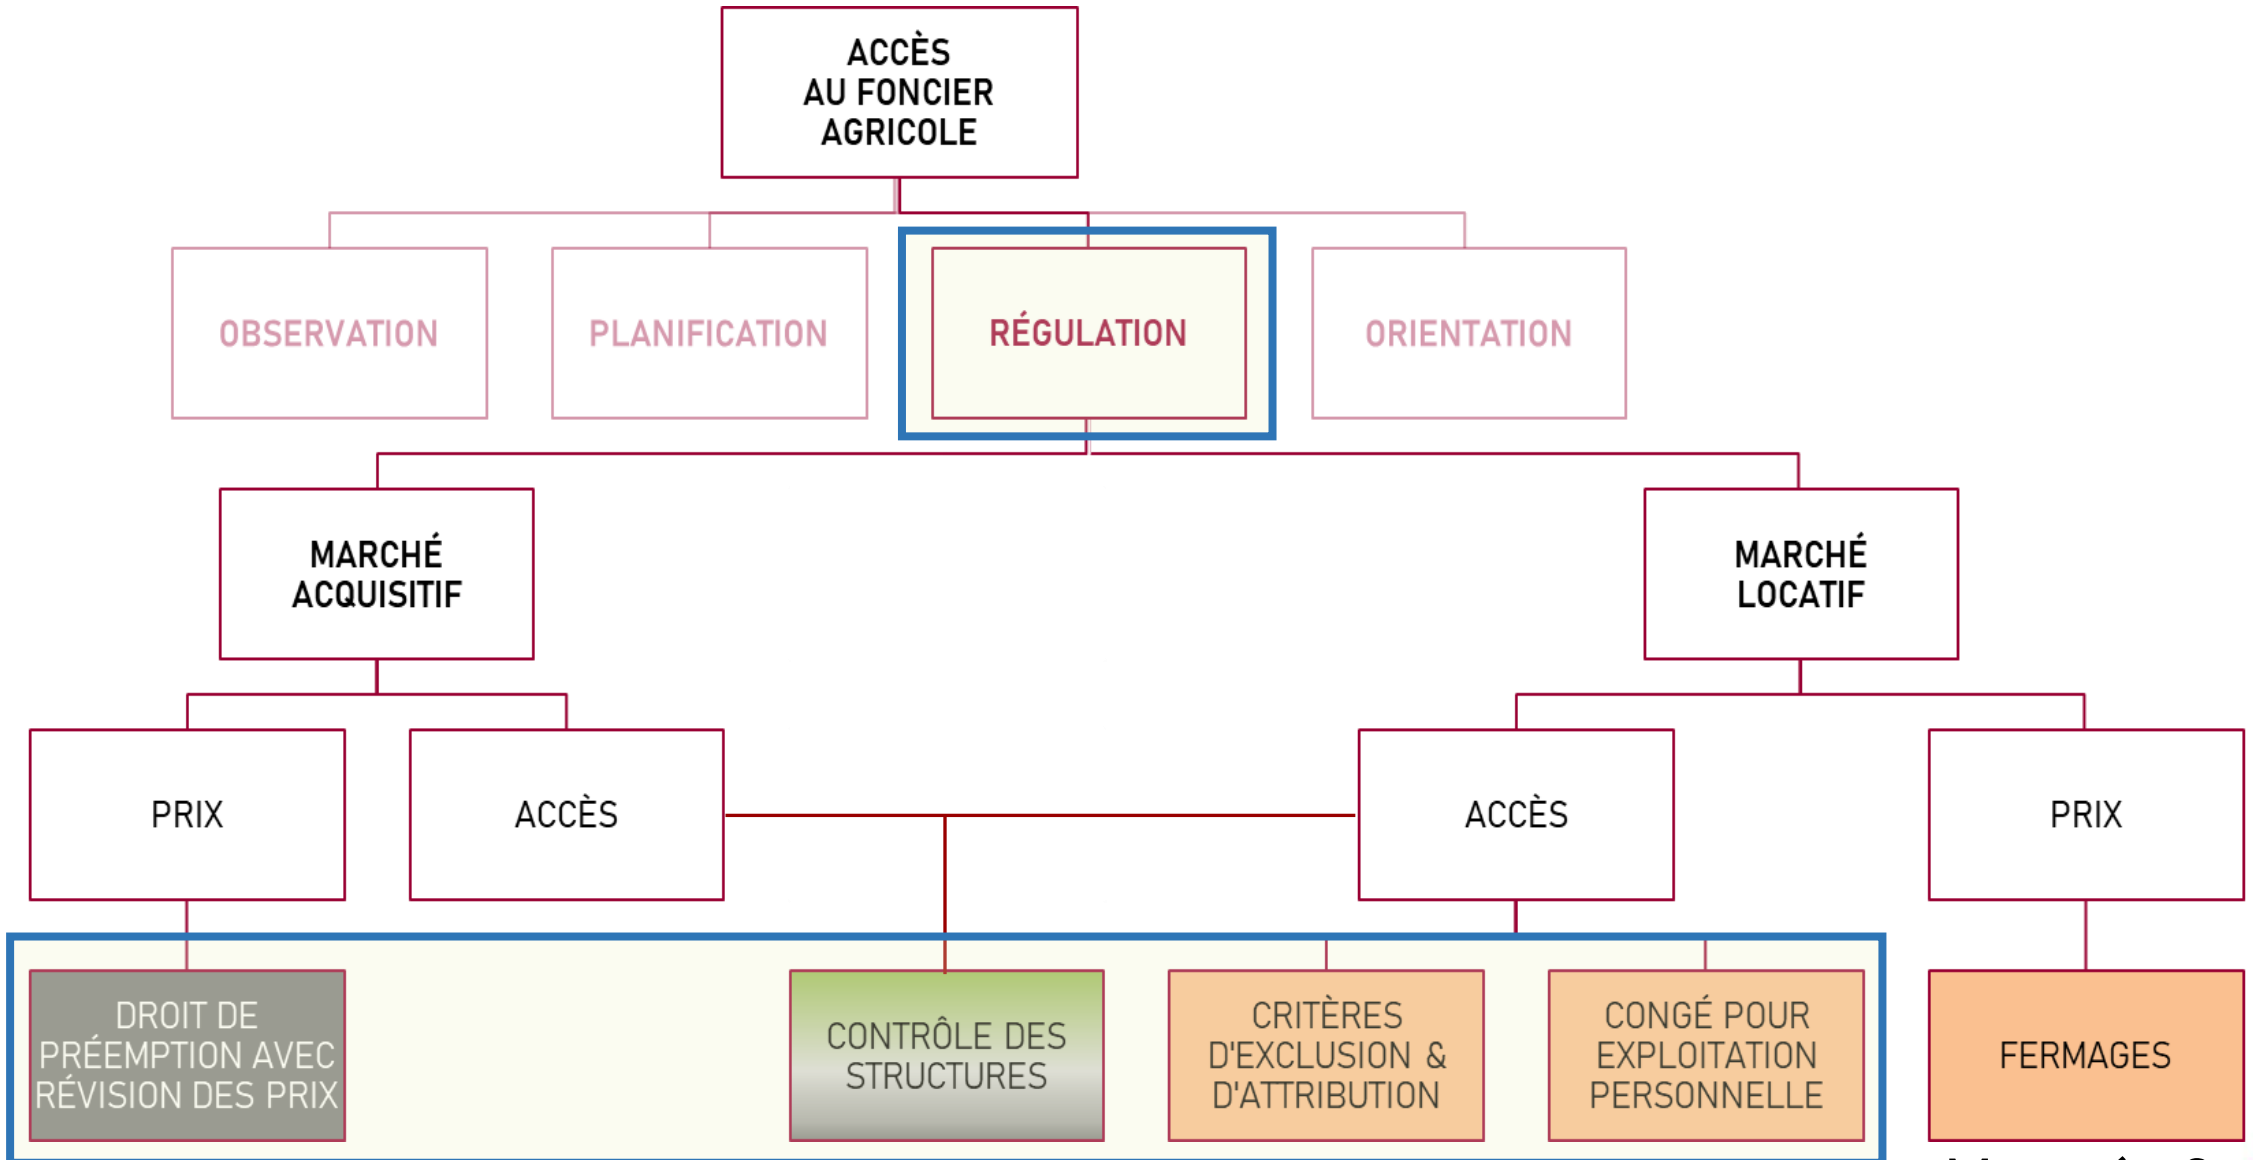 ACCÈS
AU FONCIER
AGRICOLE
OBSERVATION
PLANIFICATION
RÉGULATION
ORIENTATION
MARCHÉ
ACQUISITIF
MARCHÉ
LOCATIF
PRIX
ACCÈS
ACCÈS
PRIX
DROIT DE
PRÉEMPTION AVEC
RÉVISION DES PRIX
CONTRÔLE DES
STRUCTURES
CRITÈRES
D'EXCLUSION &
D'ATTRIBUTION
CONGÉ POUR
EXPLOITATION
PERSONNELLE
FERMAGES